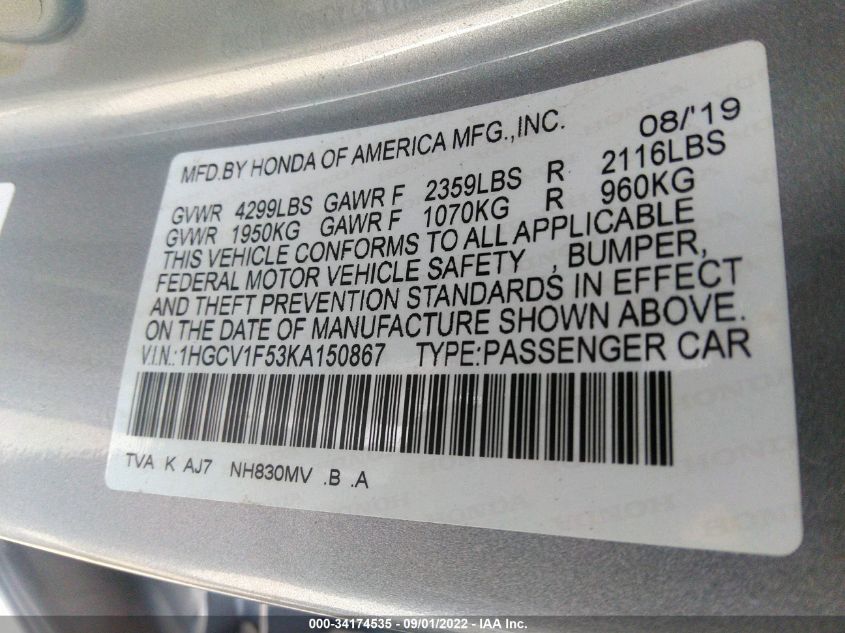 MFD.BY HONDA OF AMERICA MFG.,INC. 08/'19
GVWR 4299LBS GAWR F 2359LBS R 2116LBS
GVWR 1950KG GAWR F 1070KG R 960KG
THIS VEHICLE CONFORMS TO ALL APPLICABLE
FEDERAL MOTOR VEHICLE SAFETY , BUMPER,
AND THEFT PREVENTION STANDARDS IN EFFECT
ON THE DATE OF MANUFACTURE SHOWN ABOVE.
V.I.N.:1HGCV1F53KA150867 TYPE:PASSENGER CAR
TVA K AJ7 NH830MV .B .A
000-34174535 - 09/01/2022 - IAA Inc.